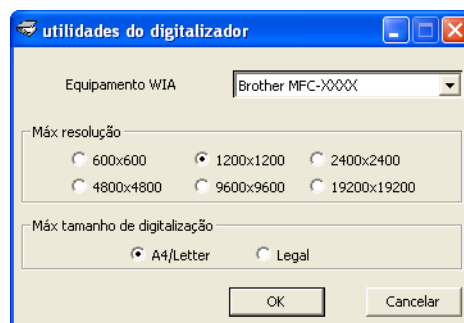 utilidades do digitalizador
Equipamento WIA Brother MFC-XXXX
Máx resolução
600x600 1200x1200 2400x2400
4800x4800 9600x9600 19200x19200
Máx tamanho de digitalização
A4/Letter Legal
OK Cancelar